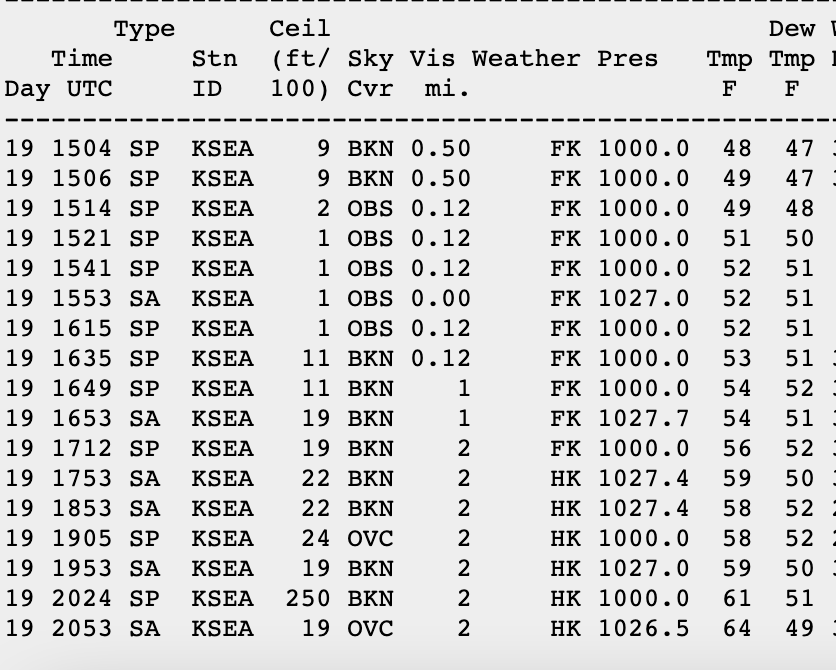 Type Ceil Dew
Time Stn (ft/ Sky Vis Weather Pres Tmp Tmp
Day UTC ID 100) Cvr mi. F F
19 1504 SP KSEA 9 BKN 0.50 FK 1000.0 48 47
19 1506 SP KSEA 9 BKN 0.50 FK 1000.0 49 47
19 1514 SP KSEA 2 OBS 0.12 FK 1000.0 49 48
19 1521 SP KSEA 1 OBS 0.12 FK 1000.0 51 50
19 1541 SP KSEA 1 OBS 0.12 FK 1000.0 52 51
19 1553 SA KSEA 1 OBS 0.00 FK 1027.0 52 51
19 1615 SP KSEA 1 OBS 0.12 FK 1000.0 52 51
19 1635 SP KSEA 11 BKN 0.12 FK 1000.0 53 51
19 1649 SP KSEA 11 BKN 1 FK 1000.0 54 52
19 1653 SA KSEA 19 BKN 1 FK 1027.7 54 51
19 1712 SP KSEA 19 BKN 2 FK 1000.0 56 52
19 1753 SA KSEA 22 BKN 2 HK 1027.4 59 50
19 1853 SA KSEA 22 BKN 2 HK 1027.4 58 52
19 1905 SP KSEA 24 OVC 2 HK 1000.0 58 52
19 1953 SA KSEA 19 BKN 2 HK 1027.0 59 50
19 2024 SP KSEA 250 BKN 2 HK 1000.0 61 51
19 2053 SA KSEA 19 OVC 2 HK 1026.5 64 49